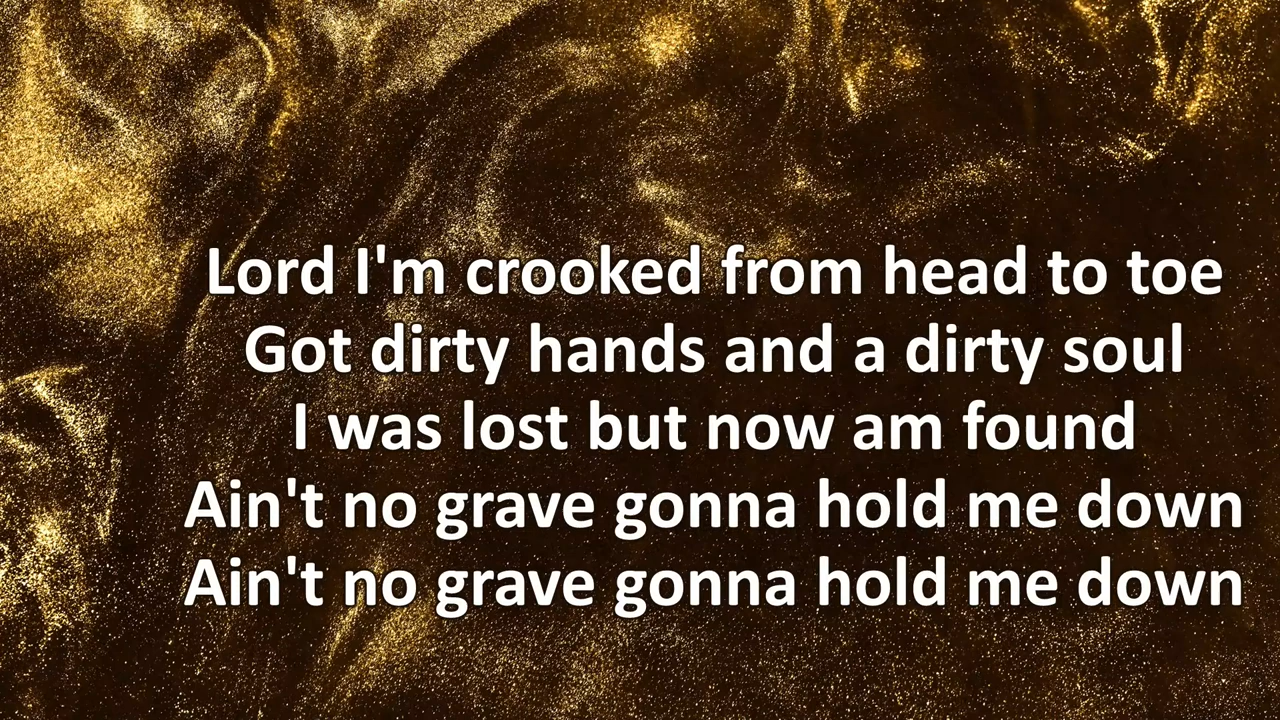 Lord I'm crooked from head to toe
Got dirty hands and a dirty soul
I was lost but now am found
Ain't no grave gonna hold me down
Ain't no grave gonna hold me down